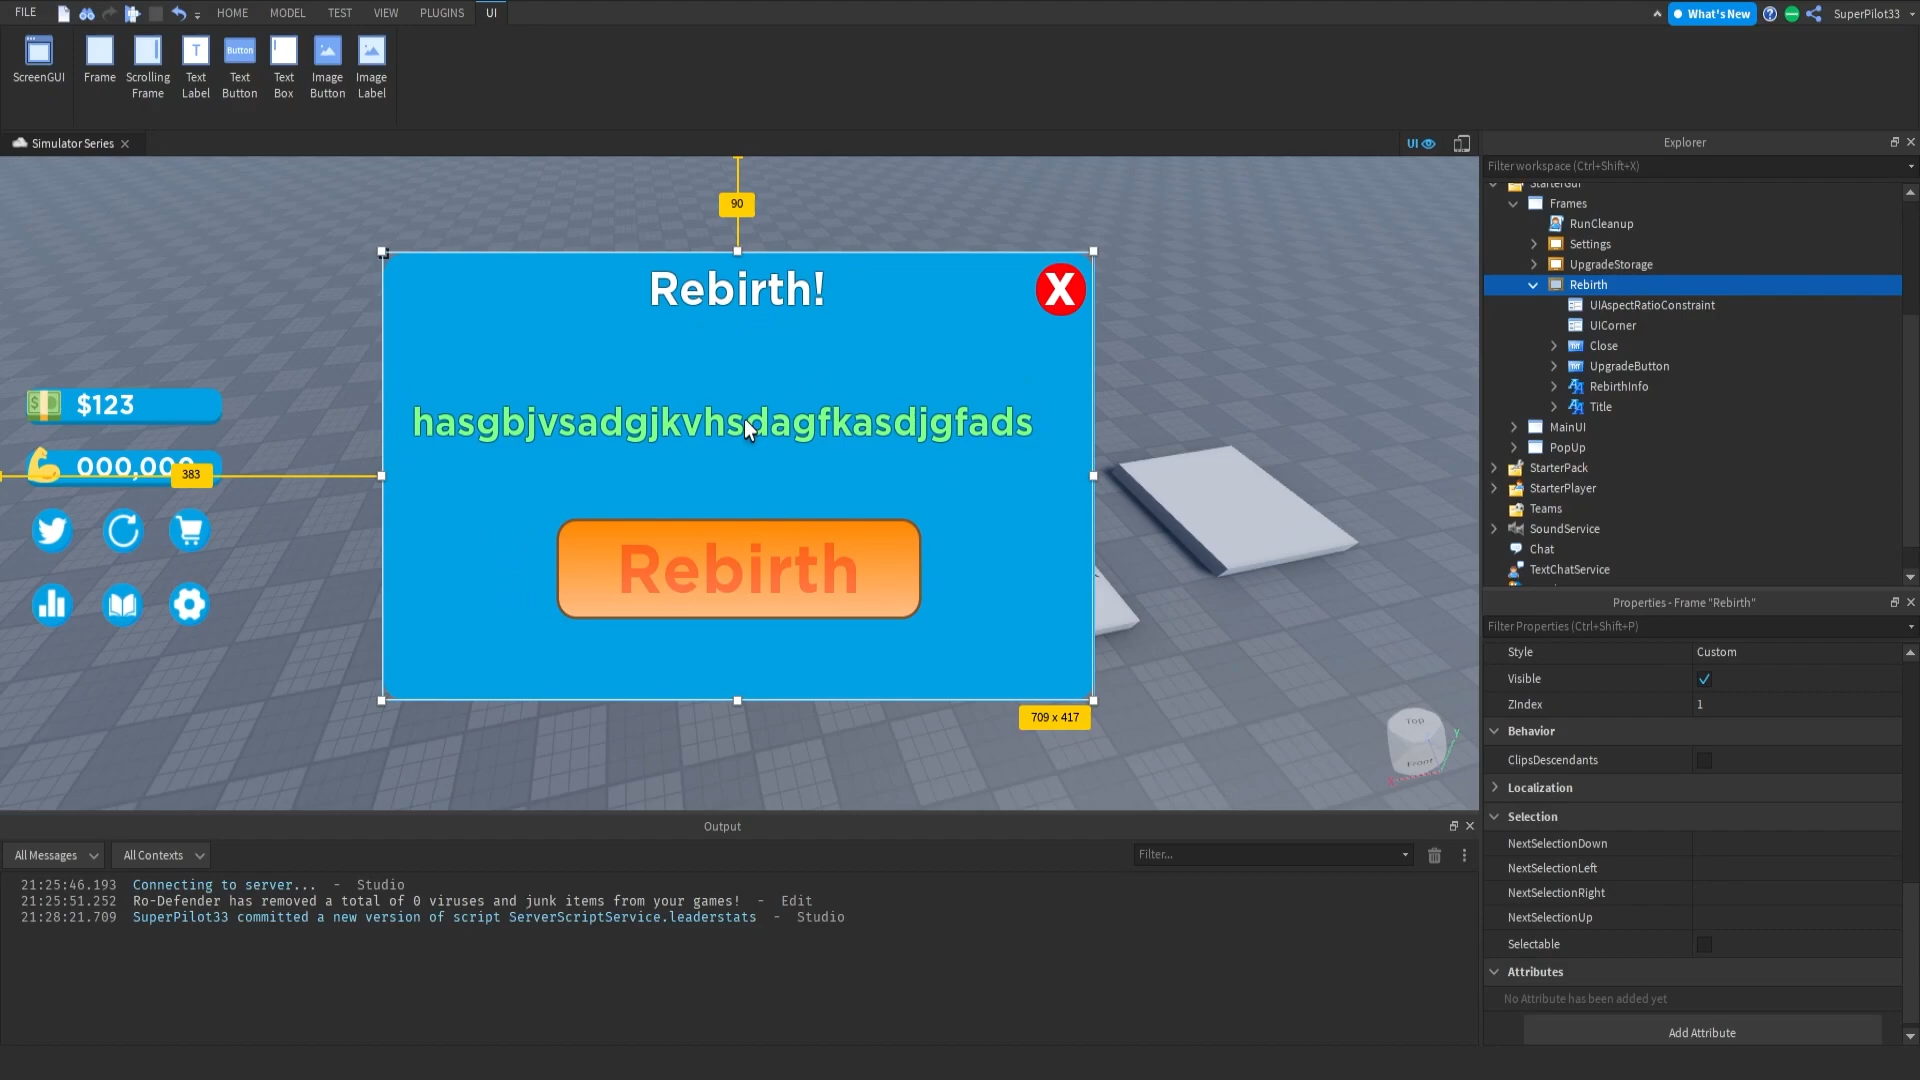 FILE
HOME
MODEL
TEST
VIEW
PLUGINS
UI
What's New
SuperPilot33
ScreenGUI
Frame
Scrolling
Frame
Text
Label
Button
Text
Button
Text
Box
Image
Button
Image
Label
Simulator Series
UI
Explorer
Filter workspace (Ctrl+Shift+X)
StarterGui
Frames
RunCleanup
Settings
UpgradeStorage
Rebirth
UIAspectRatioConstraint
UICorner
Close
UpgradeButton
RebirthInfo
Title
MainUI
PopUp
StarterPack
StarterPlayer
Teams
SoundService
Chat
TextChatService
90
Rebirth!
X
hasgbjvsadgjkvhsdagfkasdjgfads
Rebirth
$123
000,000
383
709 x 417
Top
Front
Y
X
Properties - Frame "Rebirth"
Filter Properties (Ctrl+Shift+P)
Style Custom
Visible
ZIndex 1
Behavior
ClipsDescendants
Localization
Selection
NextSelectionDown
NextSelectionLeft
NextSelectionRight
NextSelectionUp
Selectable
Attributes
No Attribute has been added yet
Add Attribute
Output
All Messages
All Contexts
Filter...
21:25:46.193 Connecting to server... - Studio
21:25:51.252 Ro-Defender has removed a total of 0 viruses and junk items from your games! - Edit
21:28:21.709 SuperPilot33 committed a new version of script ServerScriptService.leaderstats - Studio